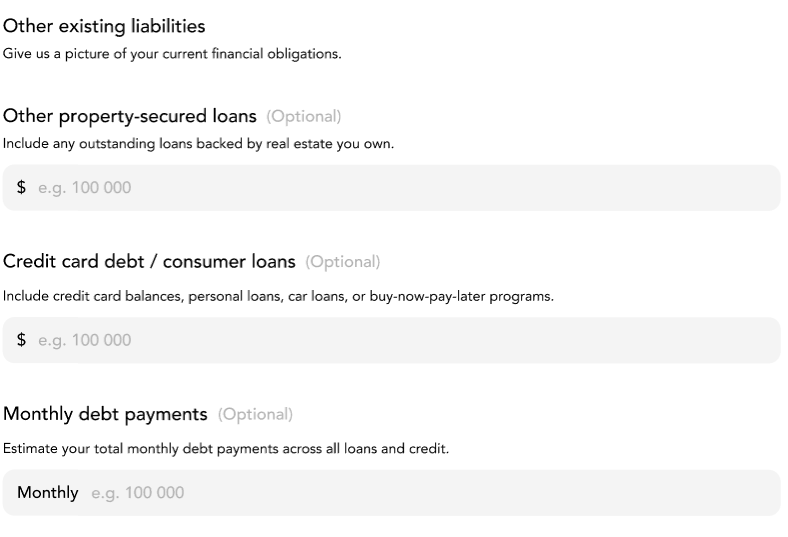 Other existing liabilities
Give us a picture of your current financial obligations.
Other property-secured loans (Optional)
Include any outstanding loans backed by real estate you own.
$ e.g. 100 000
Credit card debt / consumer loans (Optional)
Include credit card balances, personal loans, car loans, or buy-now-pay-later programs.
$ e.g. 100 000
Monthly debt payments (Optional)
Estimate your total monthly debt payments across all loans and credit.
Monthly e.g. 100 000